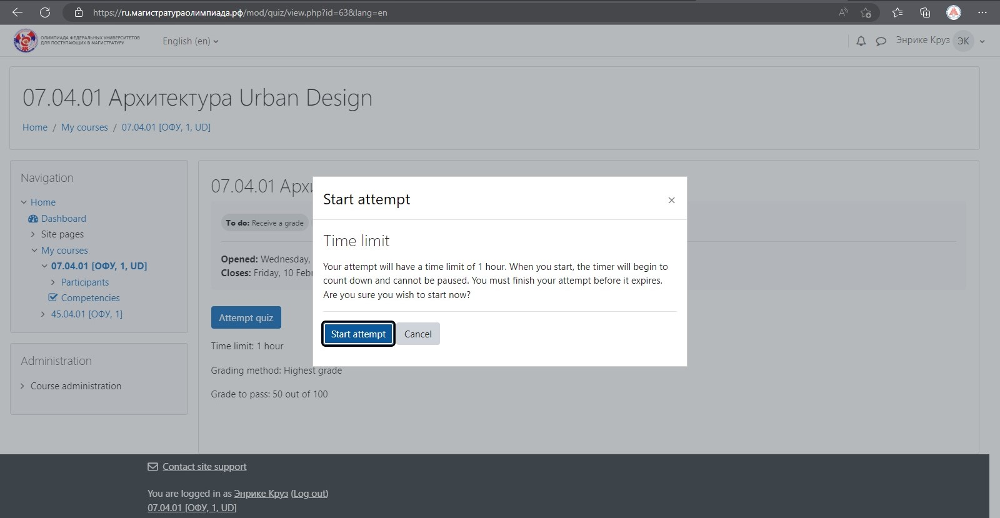 https://ru.магистратураолимпиада.рф/mod/quiz/view.php?id=63&lang=en
ОЛИМПИАДА ФЕДЕРАЛЬНЫХ УНИВЕРСИТЕТОВ
ДЛЯ ПОСТУПАЮЩИХ В МАГИСТРАТУРУ
English (en)
Энрике Круз ЭК
07.04.01 Архитектура Urban Design
Home / My courses / 07.04.01 [ОФУ, 1, UD]
Navigation
Home
Dashboard
Site pages
My courses
07.04.01 [ОФУ, 1, UD]
Participants
Competencies
45.04.01 [ОФУ, 1]
Administration
Course administration
07.04.01 Архи
To do: Receive a grade
Opened: Wednesday,
Closes: Friday, 10 Febr
Attempt quiz
Time limit: 1 hour
Grading method: Highest grade
Grade to pass: 50 out of 100
Start attempt ×
Time limit
Your attempt will have a time limit of 1 hour. When you start, the timer will begin to
count down and cannot be paused. You must finish your attempt before it expires.
Are you sure you wish to start now?
Start attempt Cancel
Contact site support
You are logged in as Энрике Круз (Log out)
07.04.01 [ОФУ, 1, UD]